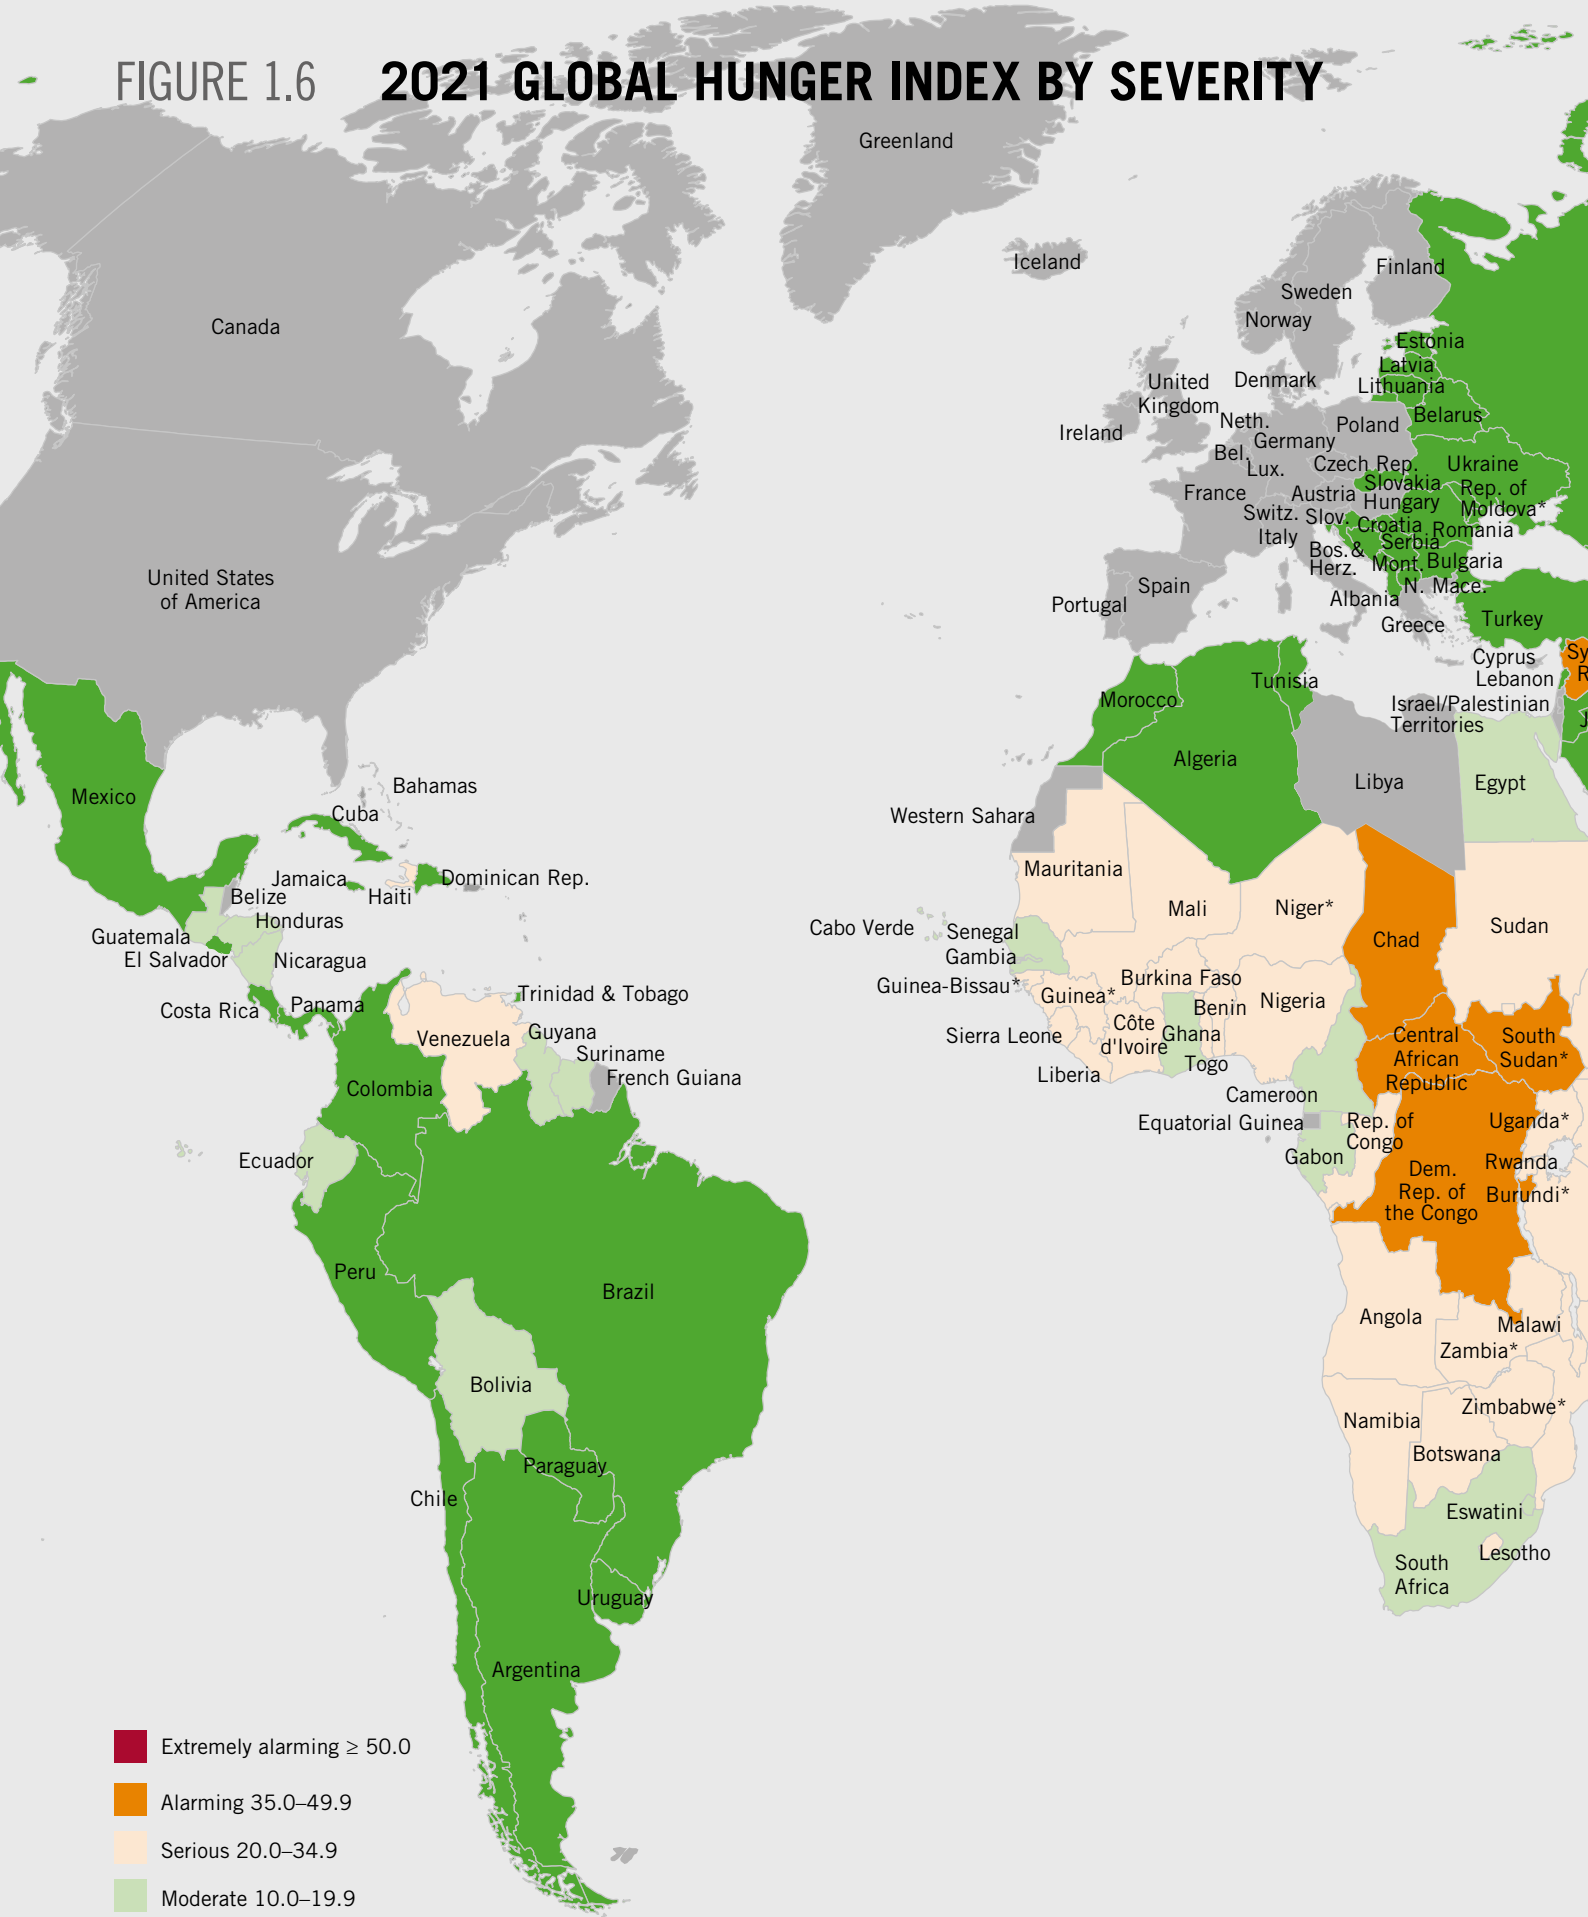 FIGURE 1.6 2021 GLOBAL HUNGER INDEX BY SEVERITY
Greenland
Iceland
Finland
Sweden
Norway
Canada
Estonia
Latvia
Lithuania
United
Kingdom
Denmark
Belarus
Neth.
Poland
Ireland
Germany
Bel.
Lux.
Czech Rep.
Ukraine
Slovakia
Rep. of
Moldova*
France
Austria
Hungary
Switz.
Slov.
Croatia
Romania
Italy
Serbia
Bos.&
Herz.
Mont.
Bulgaria
United States
of America
Spain
N. Mace.
Portugal
Albania
Greece
Turkey
Sy
R
Cyprus
Lebanon
Tunisia
Morocco
Israel/Palestinian
Territories
J
Algeria
Libya
Egypt
Mexico
Bahamas
Cuba
Western Sahara
Mauritania
Jamaica
Dominican Rep.
Belize
Haiti
Mali
Niger*
Honduras
Cabo Verde
Senegal
Sudan
Guatemala
Chad
El Salvador
Nicaragua
Gambia
Burkina Faso
Guinea-Bissau*
Guinea*
Benin
Nigeria
Costa Rica
Panama
Trinidad & Tobago
Venezuela
Guyana
Sierra Leone
Côte
d'Ivoire
Ghana
Central
African
Republic
South
Sudan*
Suriname
Togo
French Guiana
Liberia
Colombia
Cameroon
Equatorial Guinea
Rep. of
Congo
Uganda*
Ecuador
Gabon
Rwanda
Dem.
Rep. of
the Congo
Burundi*
Peru
Brazil
Angola
Malawi
Zambia*
Bolivia
Namibia
Zimbabwe*
Botswana
Paraguay
Chile
Eswatini
Lesotho
South
Africa
Uruguay
Argentina
Extremely alarming ≥ 50.0
Alarming 35.0–49.9
Serious 20.0–34.9
Moderate 10.0–19.9